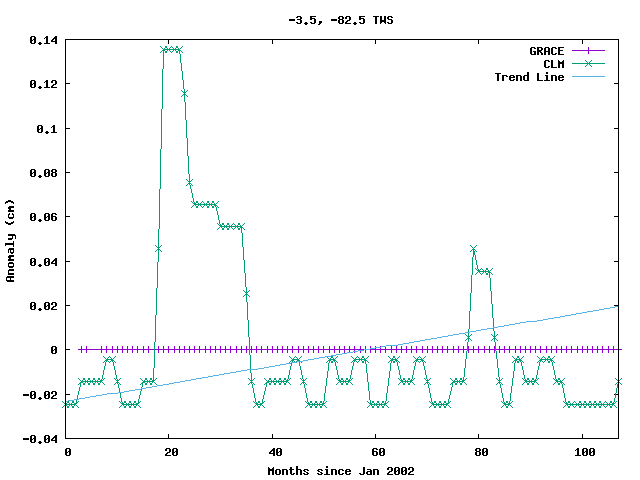 -3.5, -82.5 TWS
GRACE
CLM
Trend Line
0.14
0.12
0.1
0.08
0.06
0.04
0.02
0
-0.02
-0.04
Anomaly (cm)
0 20 40 60 80 100
Months since Jan 2002